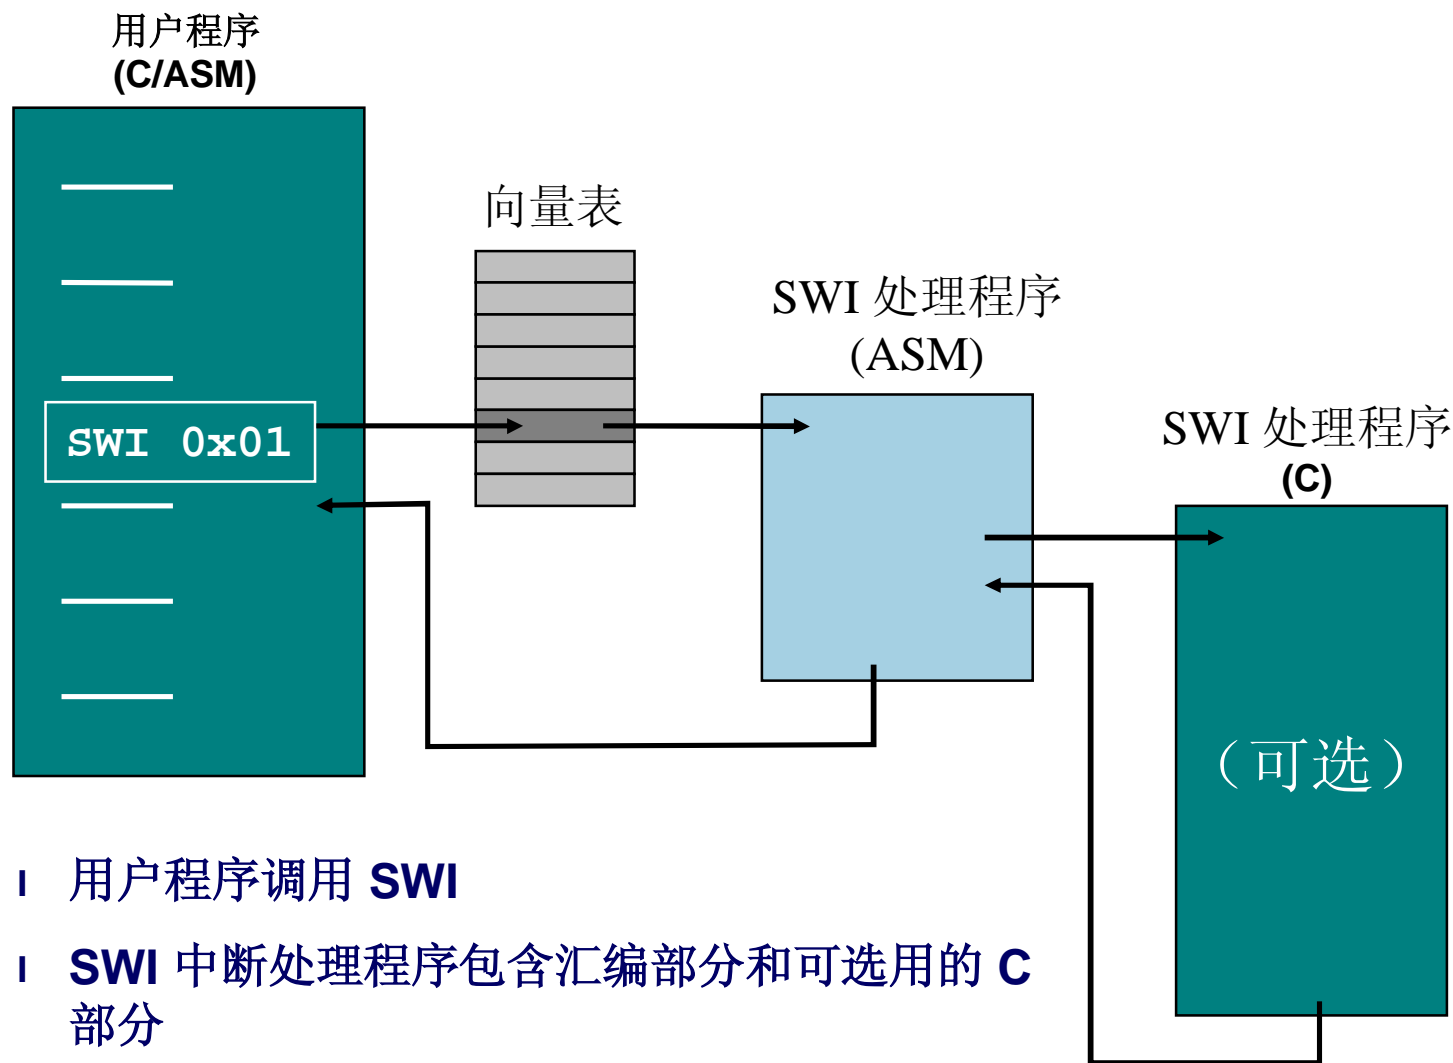 用户程序
(C/ASM)
向量表
SWI 处理程序
(ASM)
SWI 0x01
SWI 处理程序
(C)
（可选）
l 用户程序调用 SWI
l SWI 中断处理程序包含汇编部分和可选用的 C
部分